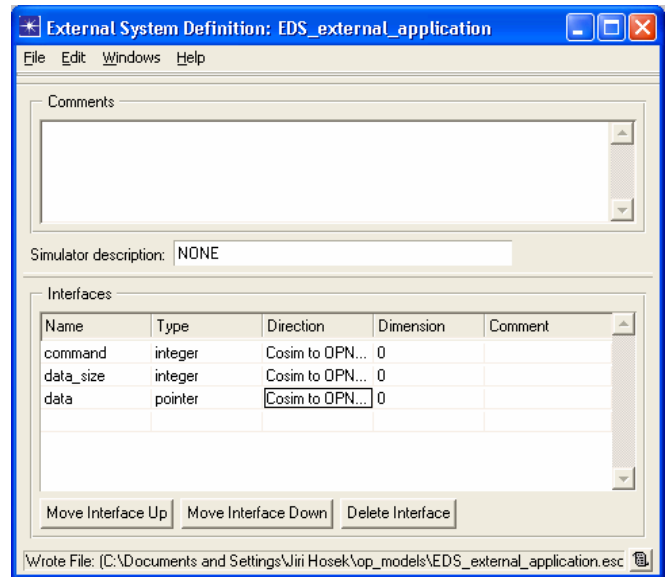 External System Definition: EDS_external_application
File Edit Windows Help
Comments
Simulator description: NONE
Interfaces
Name Type Direction Dimension Comment
command integer Cosim to OPN... 0
data_size integer Cosim to OPN... 0
data pointer Cosim to OPN... 0
Move Interface Up Move Interface Down Delete Interface
Wrote File: (C:\Documents and Settings\Jiri Hosek\op_models\EDS_external_application.esc